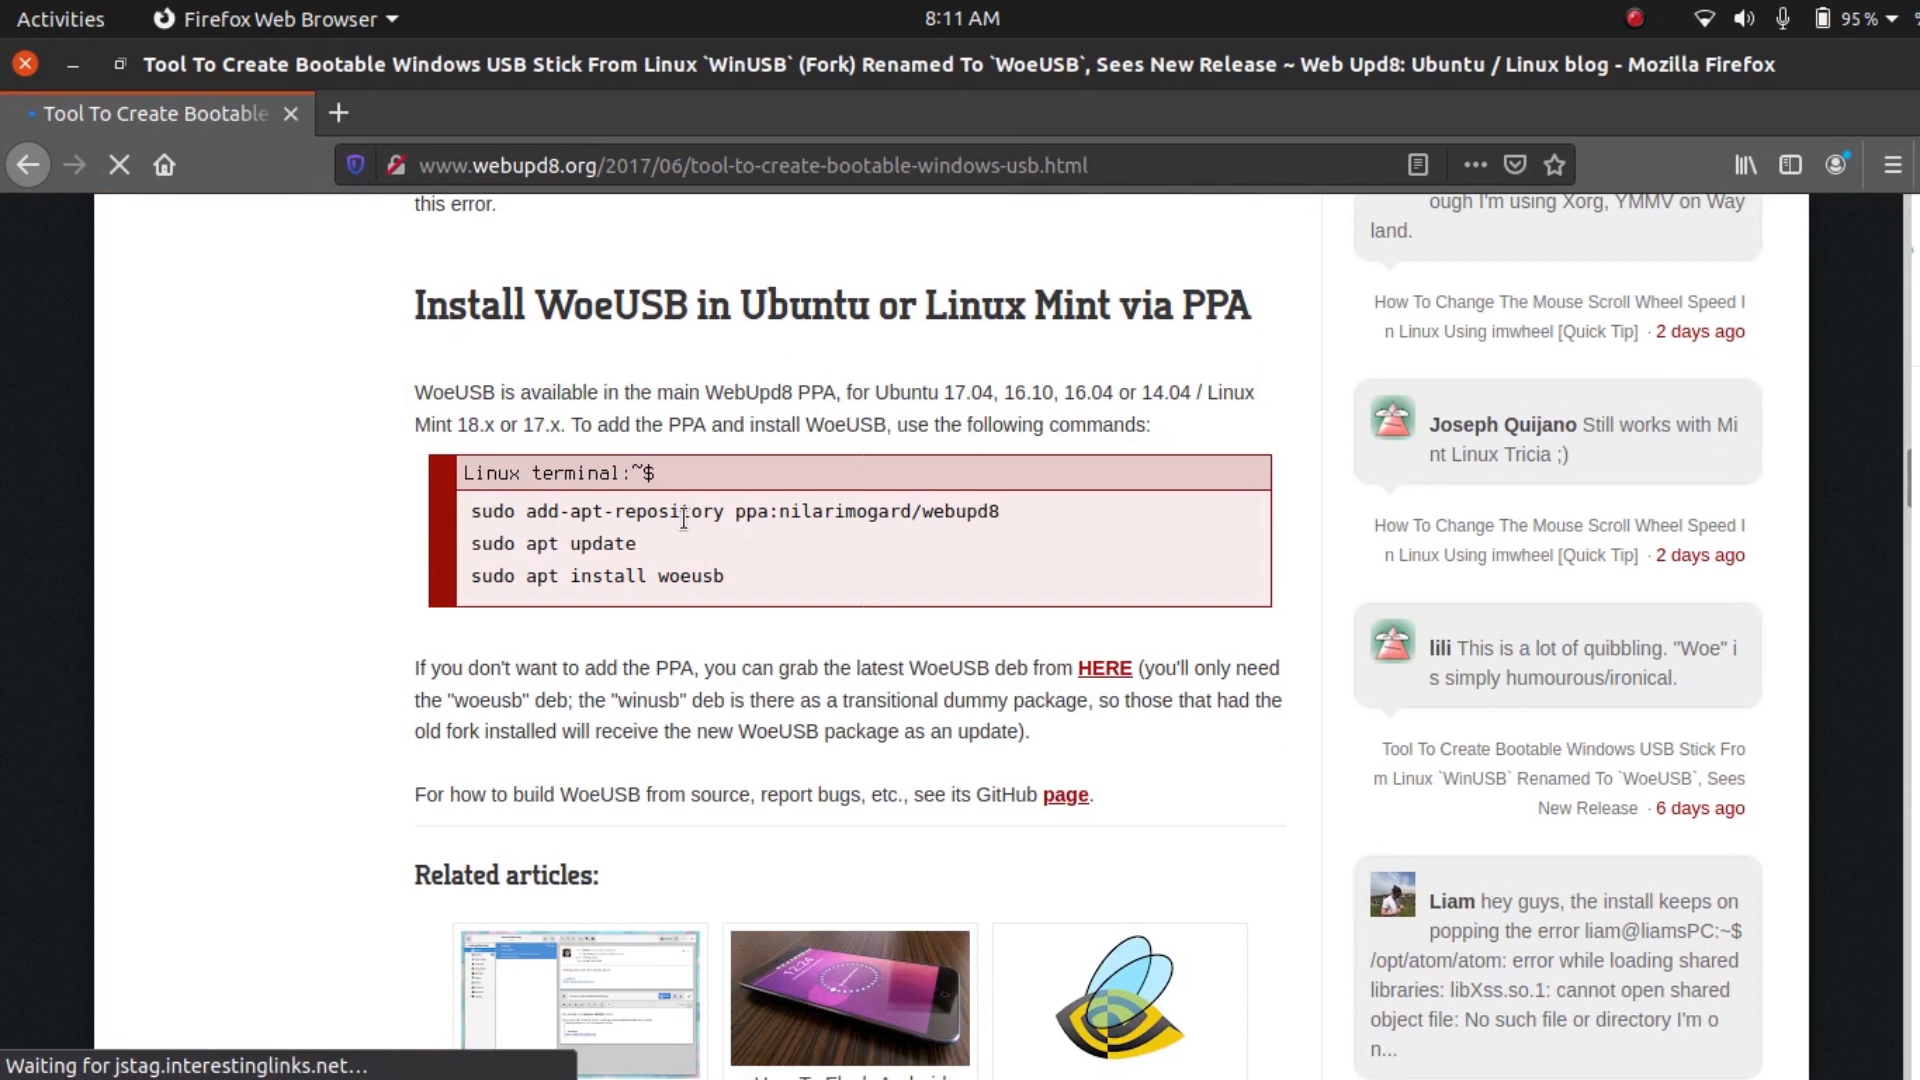 Activities Firefox Web Browser 8:11 AM 95 %
Tool To Create Bootable Windows USB Stick From Linux `WinUSB` (Fork) Renamed To `WoeUSB`, Sees New Release ~ Web Upd8: Ubuntu / Linux blog - Mozilla Firefox
Tool To Create Bootable
www.webupd8.org/2017/06/tool-to-create-bootable-windows-usb.html
this error.
Install WoeUSB in Ubuntu or Linux Mint via PPA
WoeUSB is available in the main WebUpd8 PPA, for Ubuntu 17.04, 16.10, 16.04 or 14.04 / Linux
Mint 18.x or 17.x. To add the PPA and install WoeUSB, use the following commands:
Linux terminal:~$
sudo add-apt-repository ppa:nilarimogard/webupd8
sudo apt update
sudo apt install woeusb
If you don't want to add the PPA, you can grab the latest WoeUSB deb from HERE (you'll only need
the "woeusb" deb; the "winusb" deb is there as a transitional dummy package, so those that had the
old fork installed will receive the new WoeUSB package as an update).
For how to build WoeUSB from source, report bugs, etc., see its GitHub page.
Related articles:
12:24
ough I'm using Xorg, YMMV on Way
land.
How To Change The Mouse Scroll Wheel Speed I
n Linux Using imwheel [Quick Tip] · 2 days ago
Joseph Quijano Still works with Mi
nt Linux Tricia ;)
How To Change The Mouse Scroll Wheel Speed I
n Linux Using imwheel [Quick Tip] · 2 days ago
lili This is a lot of quibbling. "Woe" i
s simply humourous/ironical.
Tool To Create Bootable Windows USB Stick Fro
m Linux `WinUSB` Renamed To `WoeUSB`, Sees
New Release · 6 days ago
Liam hey guys, the install keeps on
popping the error liam@liamsPC:~$
/opt/atom/atom: error while loading shared
libraries: libXss.so.1: cannot open shared
object file: No such file or directory I'm o
n...
Waiting for jstag.interestinglinks.net...